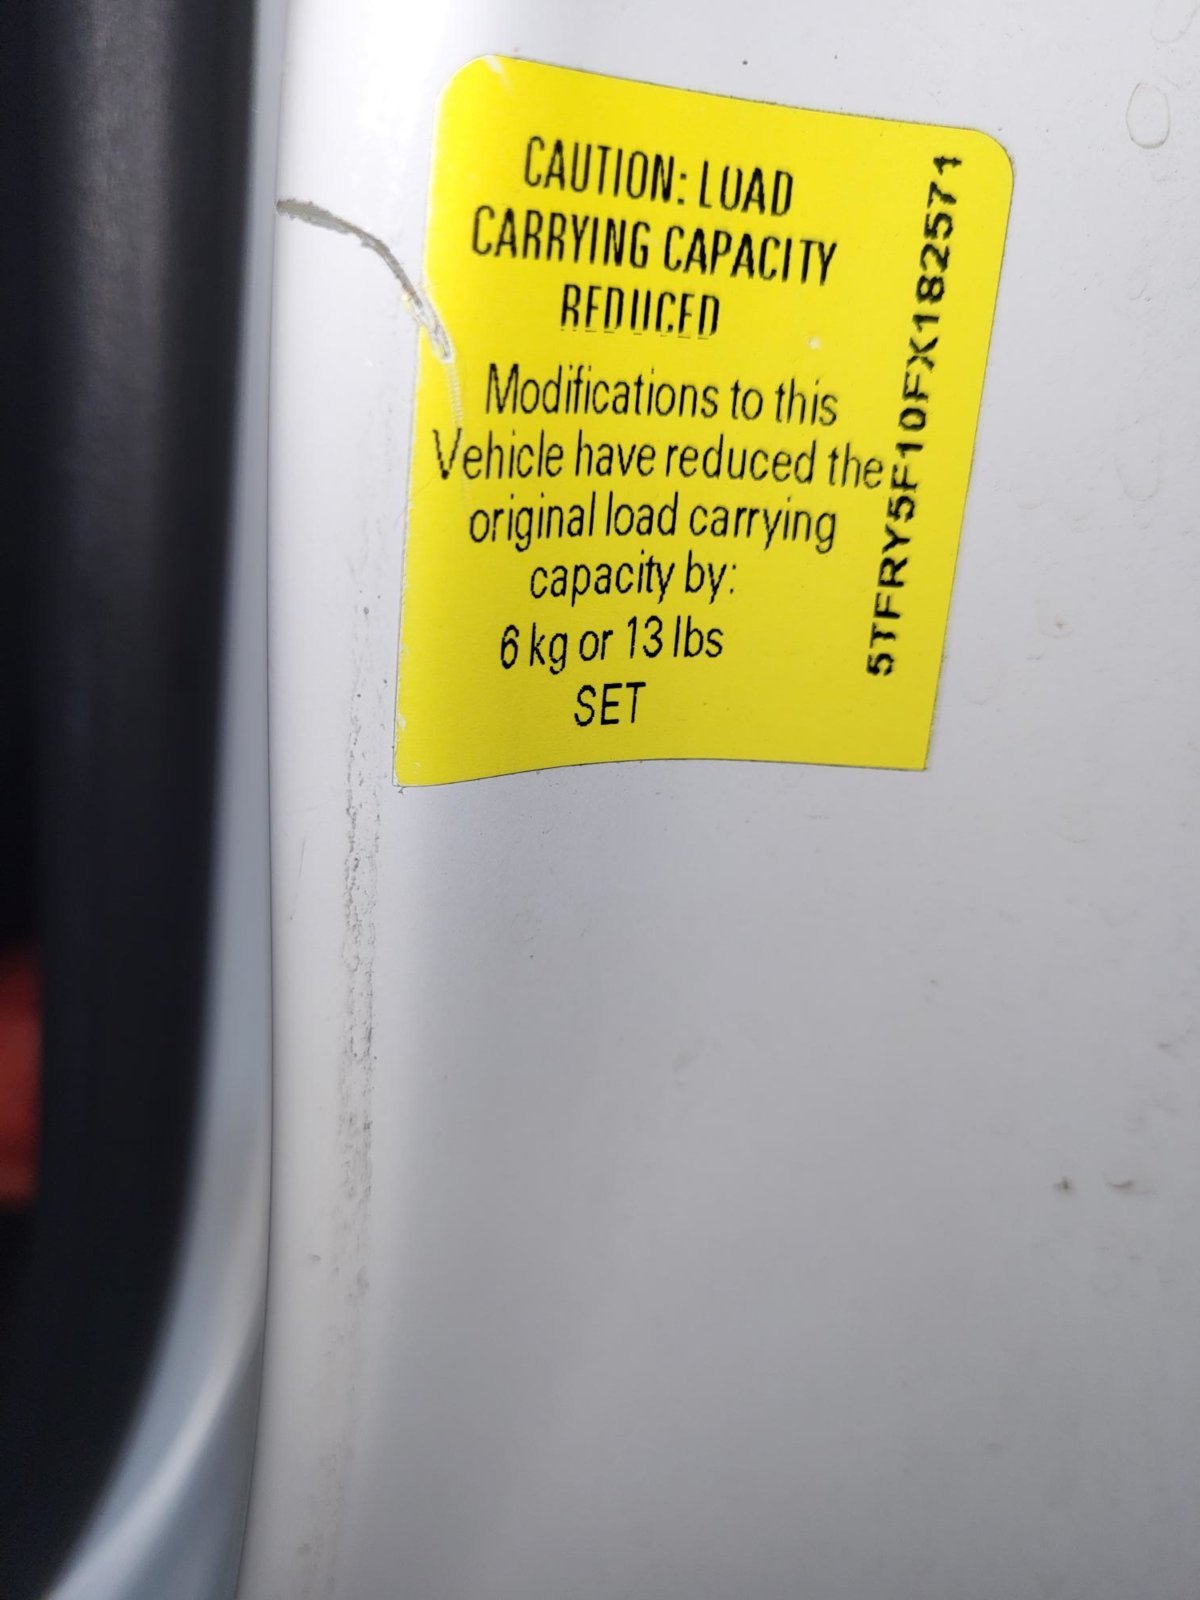 CAUTION: LOAD
CARRYING CAPACITY
REDUCED
Modifications to this
Vehicle have reduced the
original load carrying
capacity by:
6 kg or 13 lbs
SET
5TFRY5F10FX182571